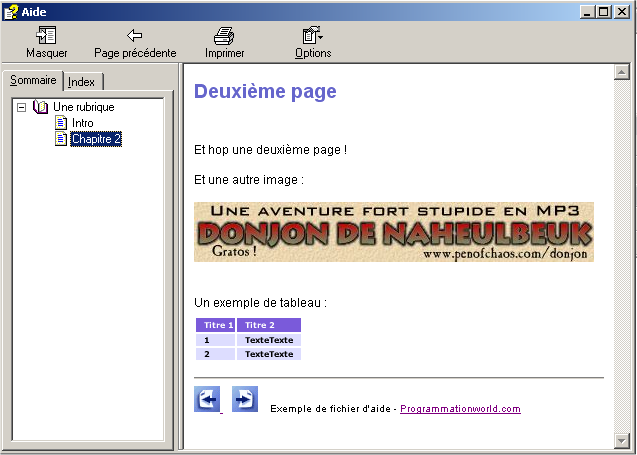 Aide
Masquer Page précédente Imprimer Options
Sommaire Index
Une rubrique
Intro
Chapitre 2
Deuxième page
Et hop une deuxième page !
Et une autre image :
UNE AVENTURE FORT STUPIDE EN MP3
DONJON DE NAHEULBEUK
Gratos ! www.penofchaos.com/donjon
Un exemple de tableau :
Titre 1 Titre 2
1 TexteTexte
2 TexteTexte
Exemple de fichier d'aide - Programmationworld.com